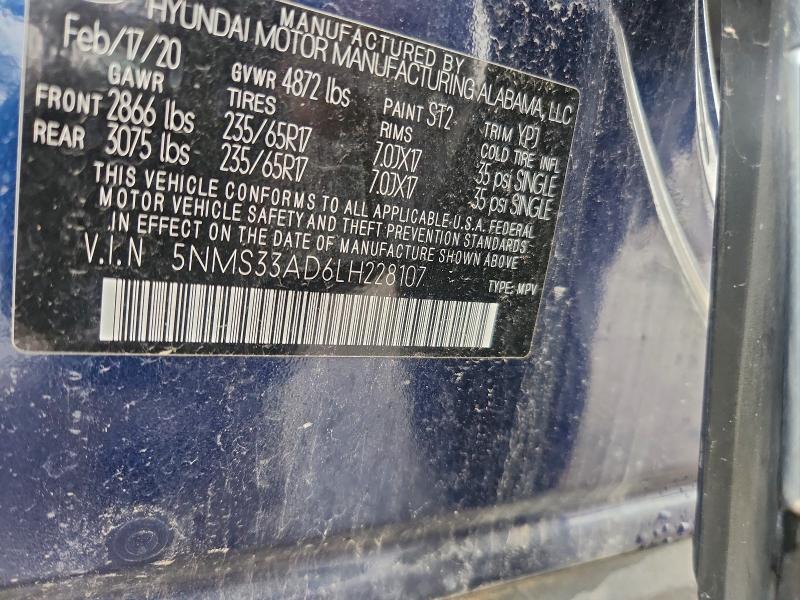 MANUFACTURED BY
HYUNDAI MOTOR MANUFACTURING ALABAMA, LLC
Feb/17/20
GAWR GVWR 4872 lbs PAINT ST2 TRIM YPJ
FRONT 2866 lbs TIRES 235/65R17 RIMS 7.0JX17 COLD TIRE INFL 35 psi SINGLE
REAR 3075 lbs 235/65R17 7.0JX17 35 psi SINGLE
THIS VEHICLE CONFORMS TO ALL APPLICABLE U.S.A. FEDERAL
MOTOR VEHICLE SAFETY AND THEFT PREVENTION STANDARDS
IN EFFECT ON THE DATE OF MANUFACTURE SHOWN ABOVE
V.I.N 5NMS33AD6LH228107 TYPE: MPV